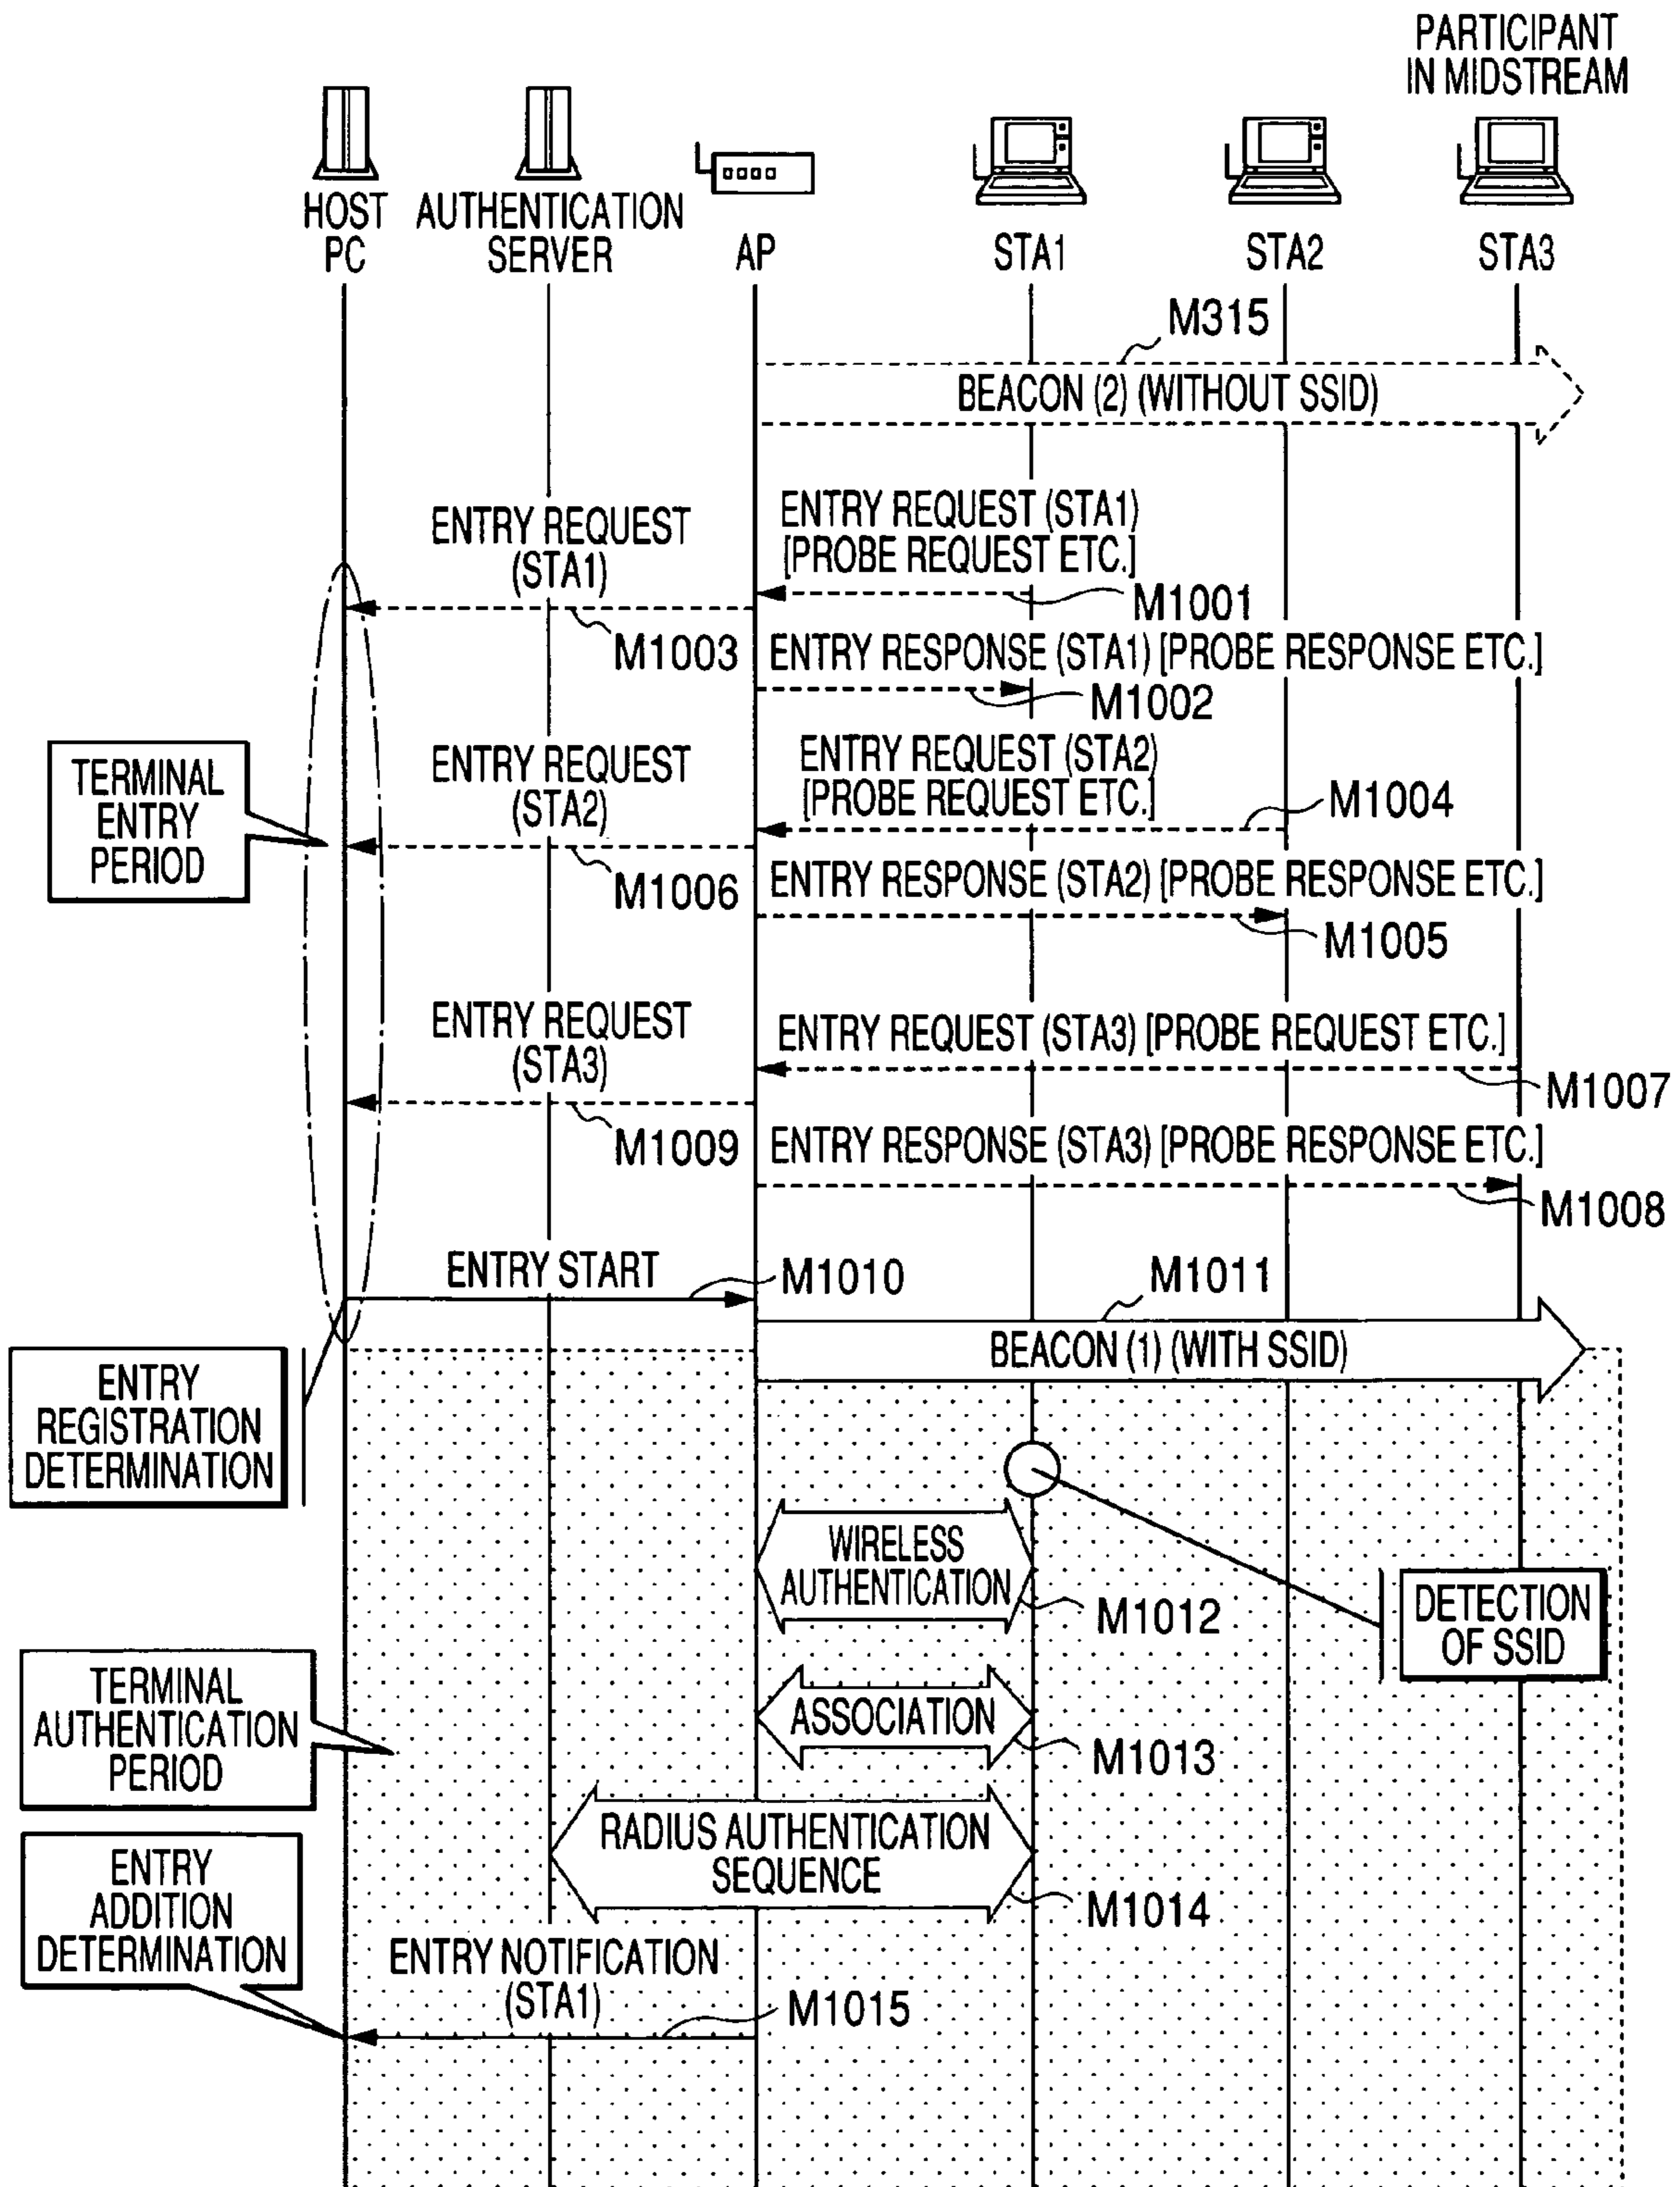 PARTICIPANT
IN MIDSTREAM
HOST
PC
AUTHENTICATION
SERVER
AP
STA1
STA2
STA3
M315
BEACON (2) (WITHOUT SSID)
ENTRY REQUEST
(STA1)
ENTRY REQUEST (STA1)
[PROBE REQUEST ETC.]
M1001
M1003
ENTRY RESPONSE (STA1) [PROBE RESPONSE ETC.]
M1002
TERMINAL
ENTRY
PERIOD
ENTRY REQUEST
(STA2)
ENTRY REQUEST (STA2)
[PROBE REQUEST ETC.]
M1004
M1006
ENTRY RESPONSE (STA2) [PROBE RESPONSE ETC.]
M1005
ENTRY REQUEST
(STA3)
ENTRY REQUEST (STA3) [PROBE REQUEST ETC.]
M1007
M1009
ENTRY RESPONSE (STA3) [PROBE RESPONSE ETC.]
M1008
ENTRY START
M1010
M1011
BEACON (1) (WITH SSID)
ENTRY
REGISTRATION
DETERMINATION
WIRELESS
AUTHENTICATION
M1012
DETECTION
OF SSID
TERMINAL
AUTHENTICATION
PERIOD
ASSOCIATION
M1013
RADIUS AUTHENTICATION
SEQUENCE
M1014
ENTRY
ADDITION
DETERMINATION
ENTRY NOTIFICATION
(STA1)
M1015